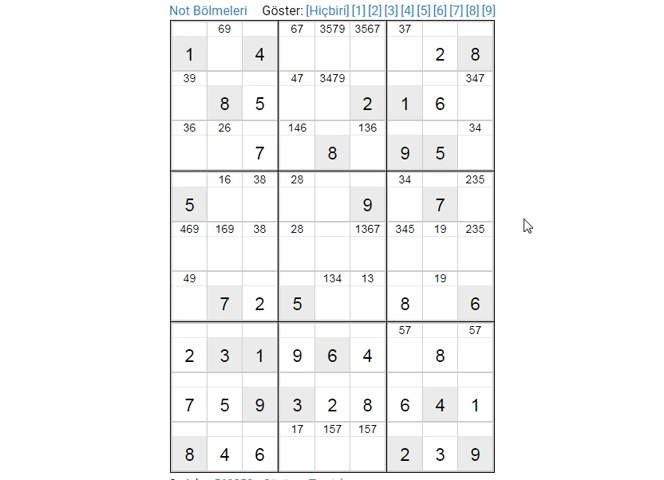 Not Bölmeleri Göster: [Hiçbiri] [1] [2] [3] [4] [5] [6] [7] [8] [9]
69 67 3579 3567 37
1 4 2 8
39 47 3479 347
8 5 2 1 6
36 26 146 136 34
7 8 9 5
16 38 28 34 235
5 9 7
469 169 38 28 1367 345 19 235
49 134 13 19
7 2 5 8 6
57 57
2 3 1 9 6 4 8
7 5 9 3 2 8 6 4 1
17 157 157
8 4 6 2 3 9